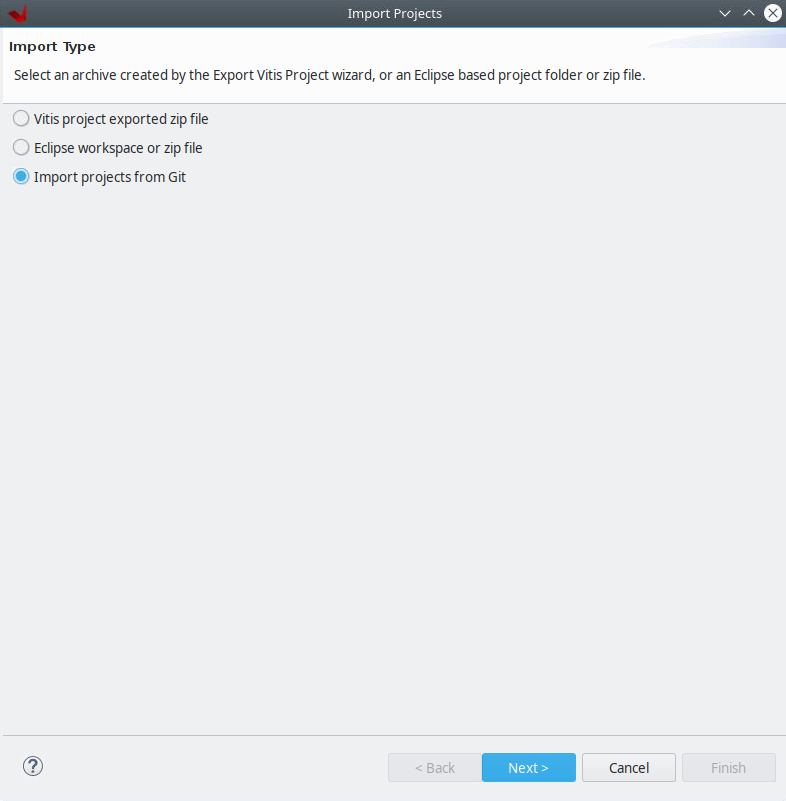 Import Projects
Import Type
Select an archive created by the Export Vitis Project wizard, or an Eclipse based project folder or zip file.
Vitis project exported zip file
Eclipse workspace or zip file
Import projects from Git
?
< Back
Next >
Cancel
Finish